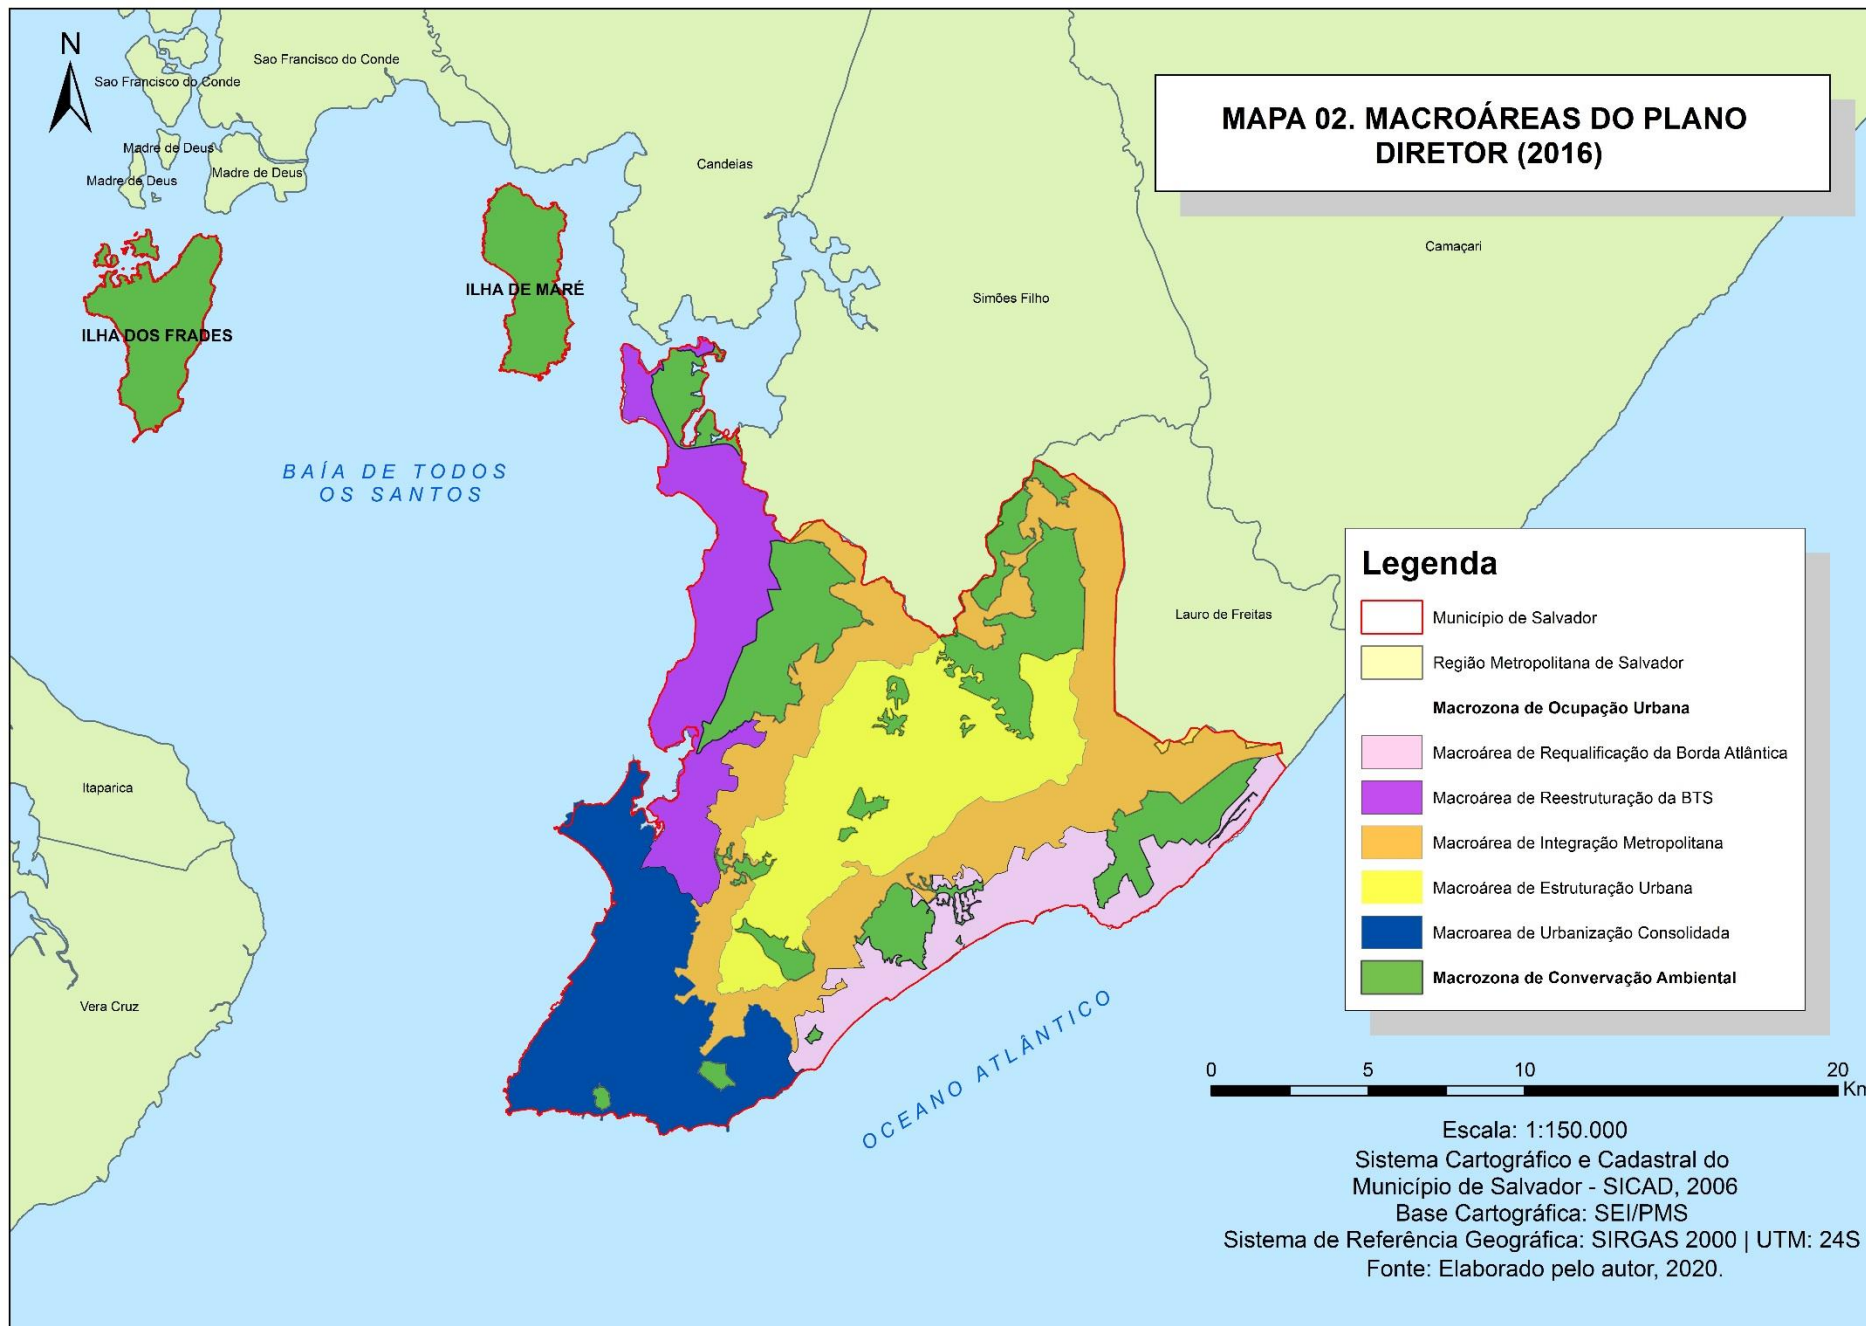 N
Sao Francisco do Conde
Sao Francisco do Conde
Madre de Deus
Madre de Deus
Madre de Deus
Candeias
MAPA 02. MACROÁREAS DO PLANO
DIRETOR (2016)
Camaçari
ILHA DE MARÉ
Simões Filho
ILHA DOS FRADES
BAÍA DE TODOS
OS SANTOS
Lauro de Freitas
Itaparica
Vera Cruz
OCEANO ATLÂNTICO
Legenda
Município de Salvador
Região Metropolitana de Salvador
Macrozona de Ocupação Urbana
Macroárea de Requalificação da Borda Atlântica
Macroárea de Reestruturação da BTS
Macroárea de Integração Metropolitana
Macroárea de Estruturação Urbana
Macroarea de Urbanização Consolidada
Macrozona de Convervação Ambiental
0 5 10 20
Km
Escala: 1:150.000
Sistema Cartográfico e Cadastral do
Município de Salvador - SICAD, 2006
Base Cartográfica: SEI/PMS
Sistema de Referência Geográfica: SIRGAS 2000 | UTM: 24S
Fonte: Elaborado pelo autor, 2020.